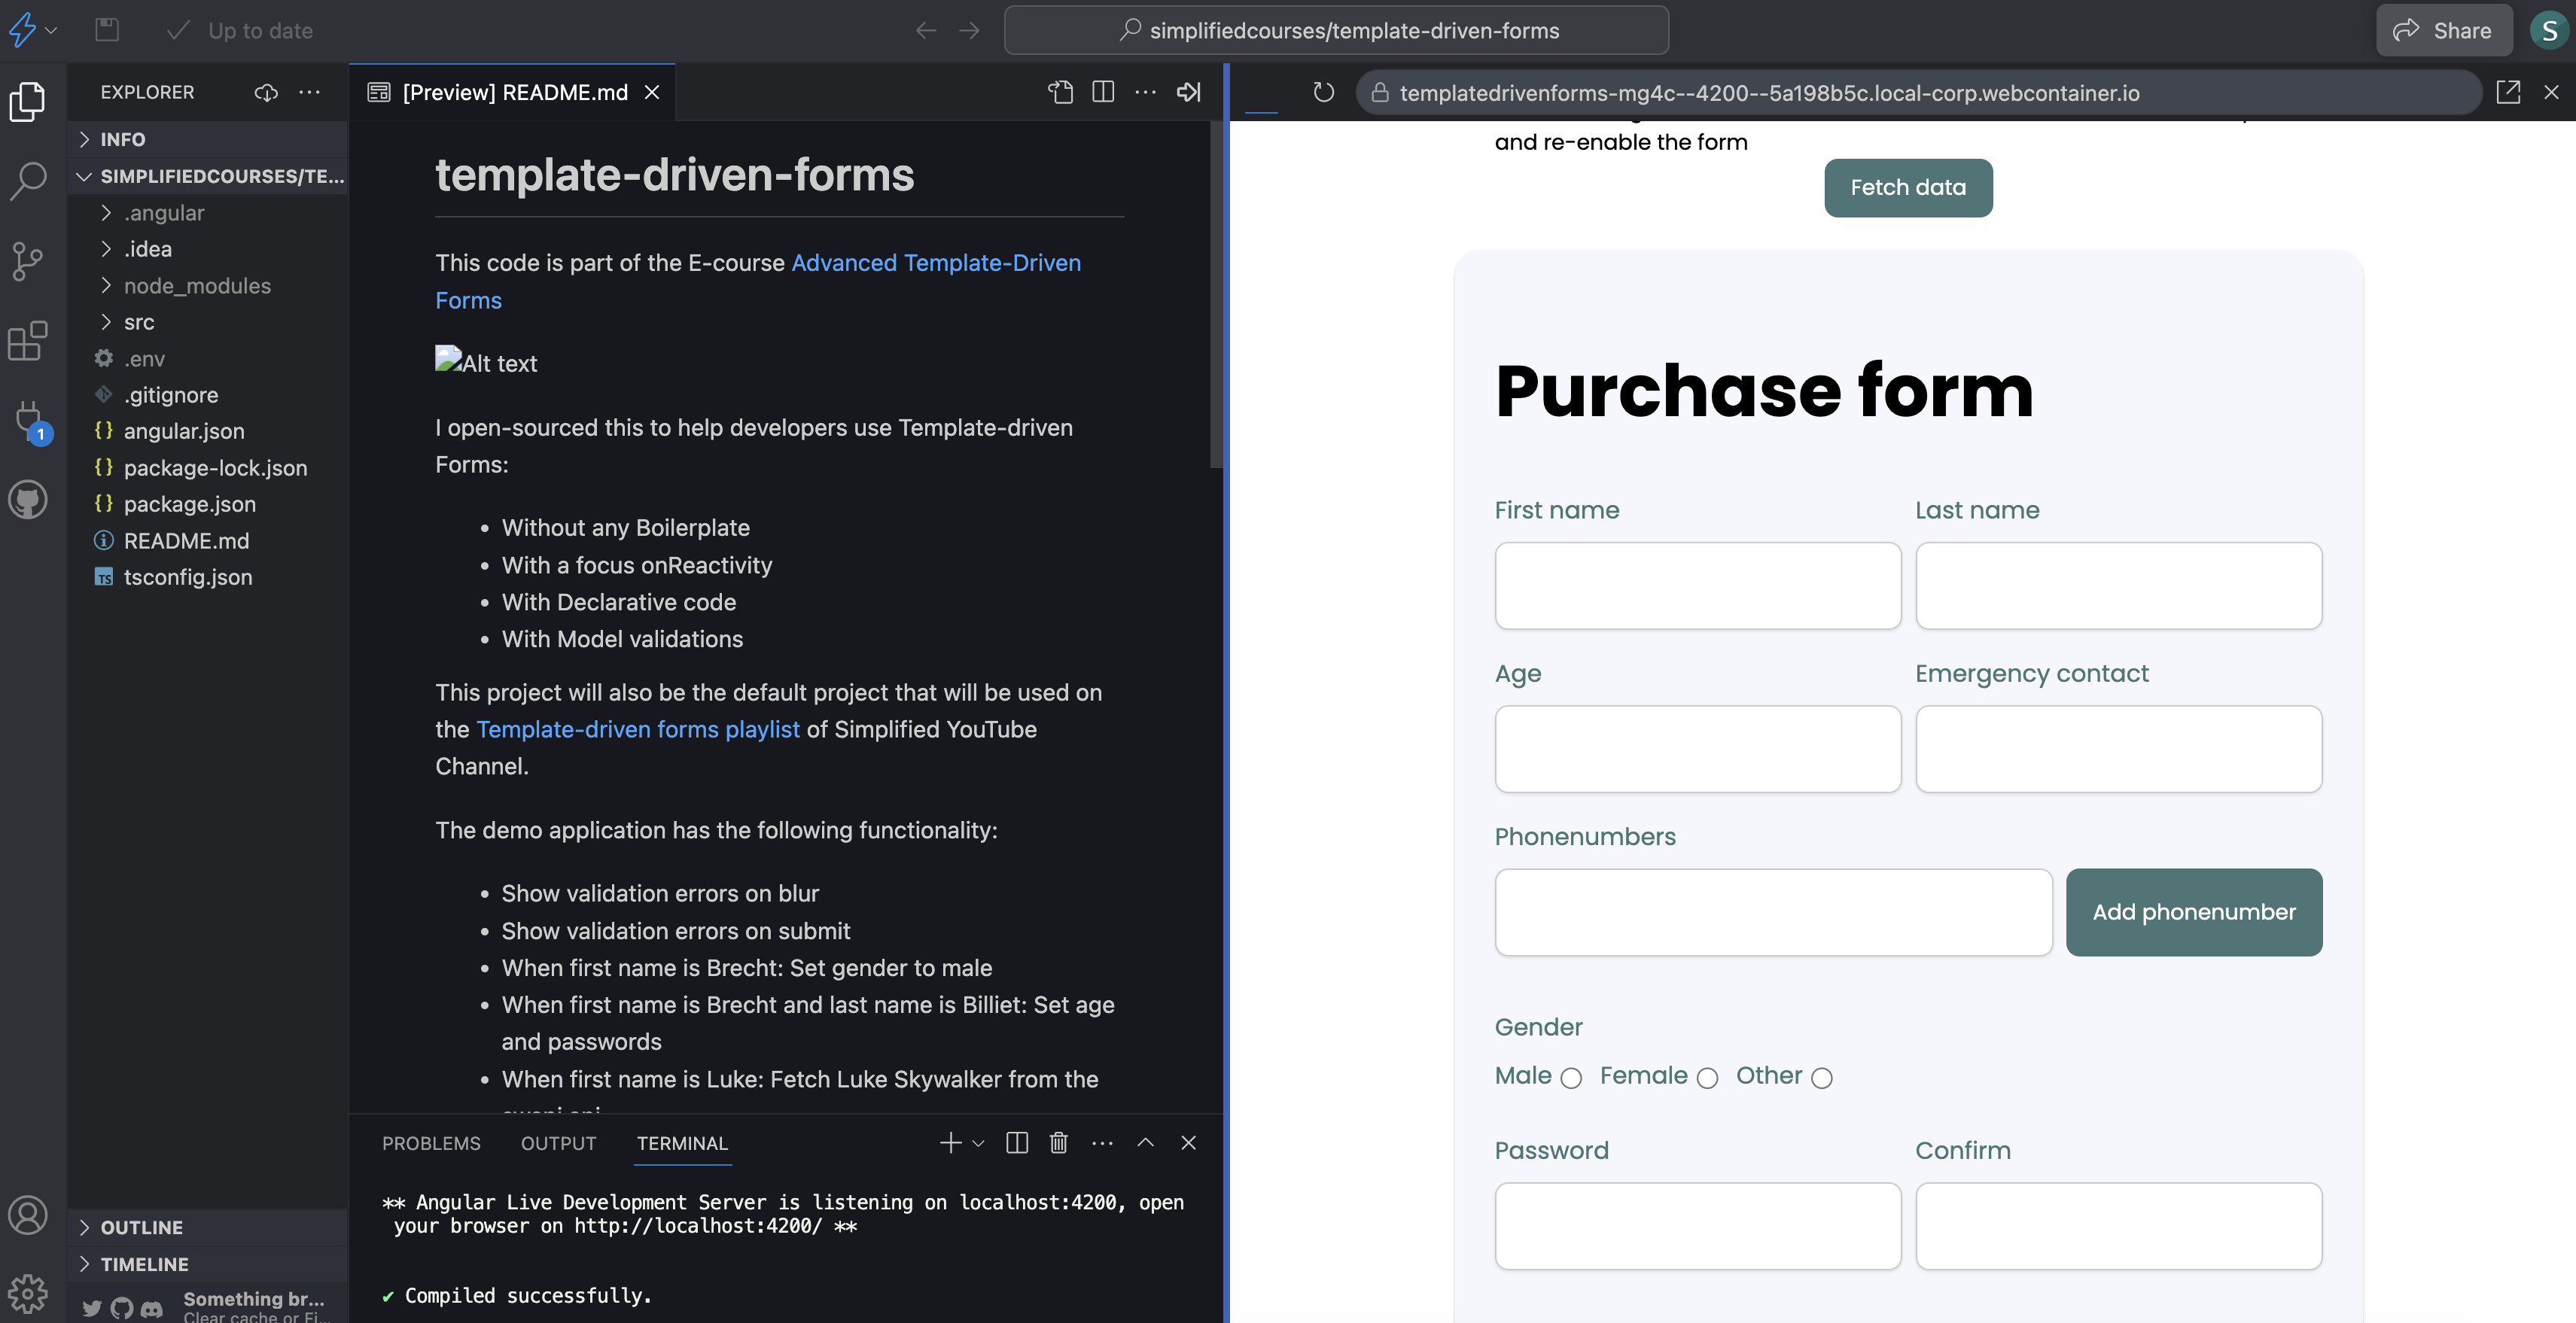 Up to date
simplifiedcourses/template-driven-forms
Share
S
EXPLORER
INFO
SIMPLIFIEDCOURSES/TE...
.angular
.idea
node_modules
src
.env
.gitignore
angular.json
package-lock.json
package.json
README.md
tsconfig.json
1
OUTLINE
TIMELINE
Something br...
Clear cache or Fi...
[Preview] README.md
template-driven-forms
This code is part of the E-course Advanced Template-Driven
Forms
Alt text
I open-sourced this to help developers use Template-driven
Forms:
• Without any Boilerplate
• With a focus onReactivity
• With Declarative code
• With Model validations
This project will also be the default project that will be used on
the Template-driven forms playlist of Simplified YouTube
Channel.
The demo application has the following functionality:
• Show validation errors on blur
• Show validation errors on submit
• When first name is Brecht: Set gender to male
• When first name is Brecht and last name is Billiet: Set age
and passwords
• When first name is Luke: Fetch Luke Skywalker from the
PROBLEMS OUTPUT TERMINAL
** Angular Live Development Server is listening on localhost:4200, open
your browser on http://localhost:4200/ **
✔ Compiled successfully.
templatedrivenforms-mg4c--4200--5a198b5c.local-corp.webcontainer.io
and re-enable the form
Fetch data
Purchase form
First name Last name
Age Emergency contact
Phonenumbers
Add phonenumber
Gender
Male Female Other
Password Confirm